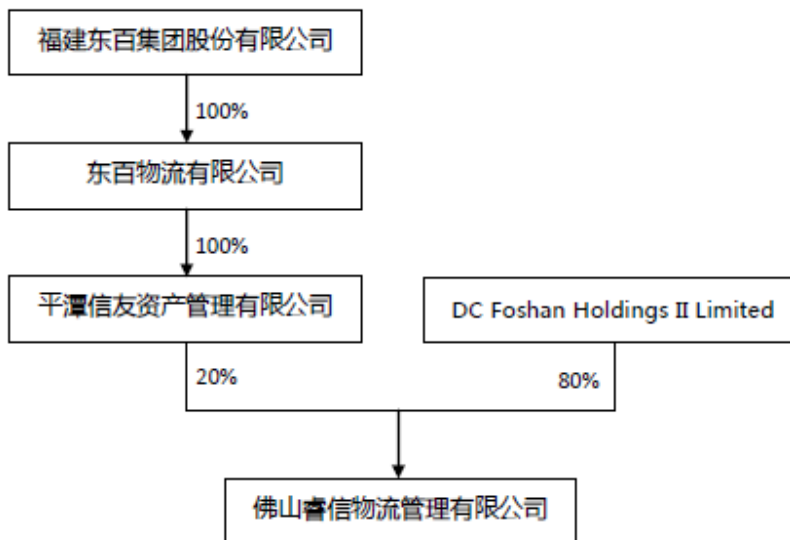 福建东百集团股份有限公司
100%
东百物流有限公司
100%
平潭信友资产管理有限公司
DC Foshan Holdings II Limited
20%
80%
佛山睿信物流管理有限公司